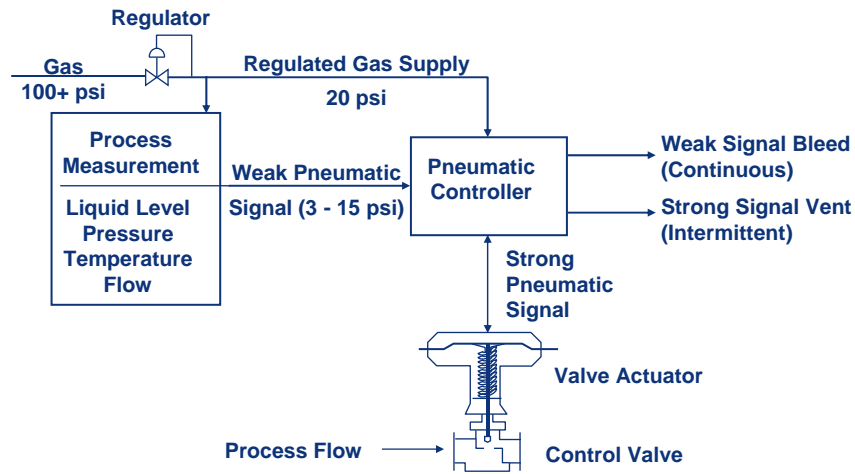 Regulator
Gas
100+ psi
Regulated Gas Supply
20 psi
Process
Measurement
Liquid Level
Pressure
Temperature
Flow
Weak Pneumatic
Signal (3 - 15 psi)
Pneumatic
Controller
Weak Signal Bleed
(Continuous)
Strong Signal Vent
(Intermittent)
Strong
Pneumatic
Signal
Valve Actuator
Process Flow
Control Valve